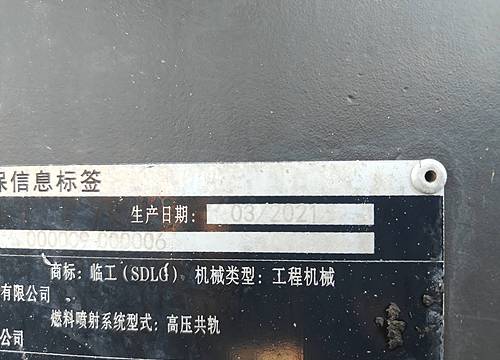 保信息标签
生产日期: 03/2021
000009-000006
商标: 临工(SDLG) 机械类型: 工程机械
有限公司
燃料喷射系统型式: 高压共轨
公司